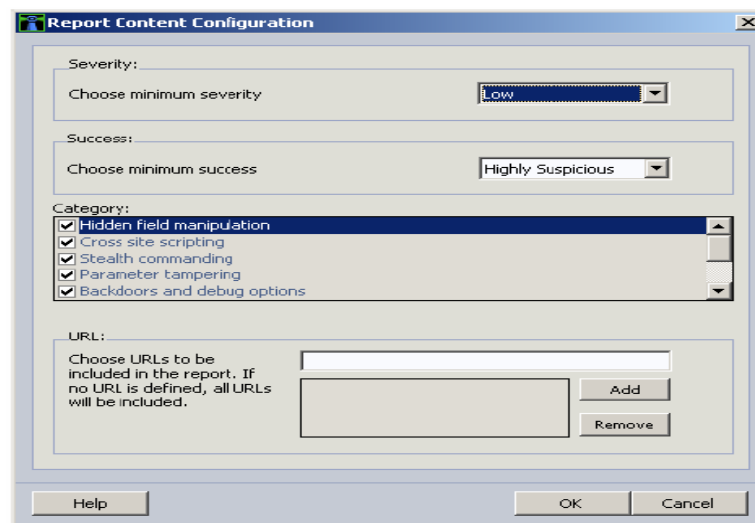 Report Content Configuration
Severity:
Choose minimum severity
Low
Success:
Choose minimum success
Highly Suspicious
Category:
Hidden field manipulation
Cross site scripting
Stealth commanding
Parameter tampering
Backdoors and debug options
URL:
Choose URLs to be
included in the report. If
no URL is defined, all URLs
will be included.
Add
Remove
Help
OK
Cancel